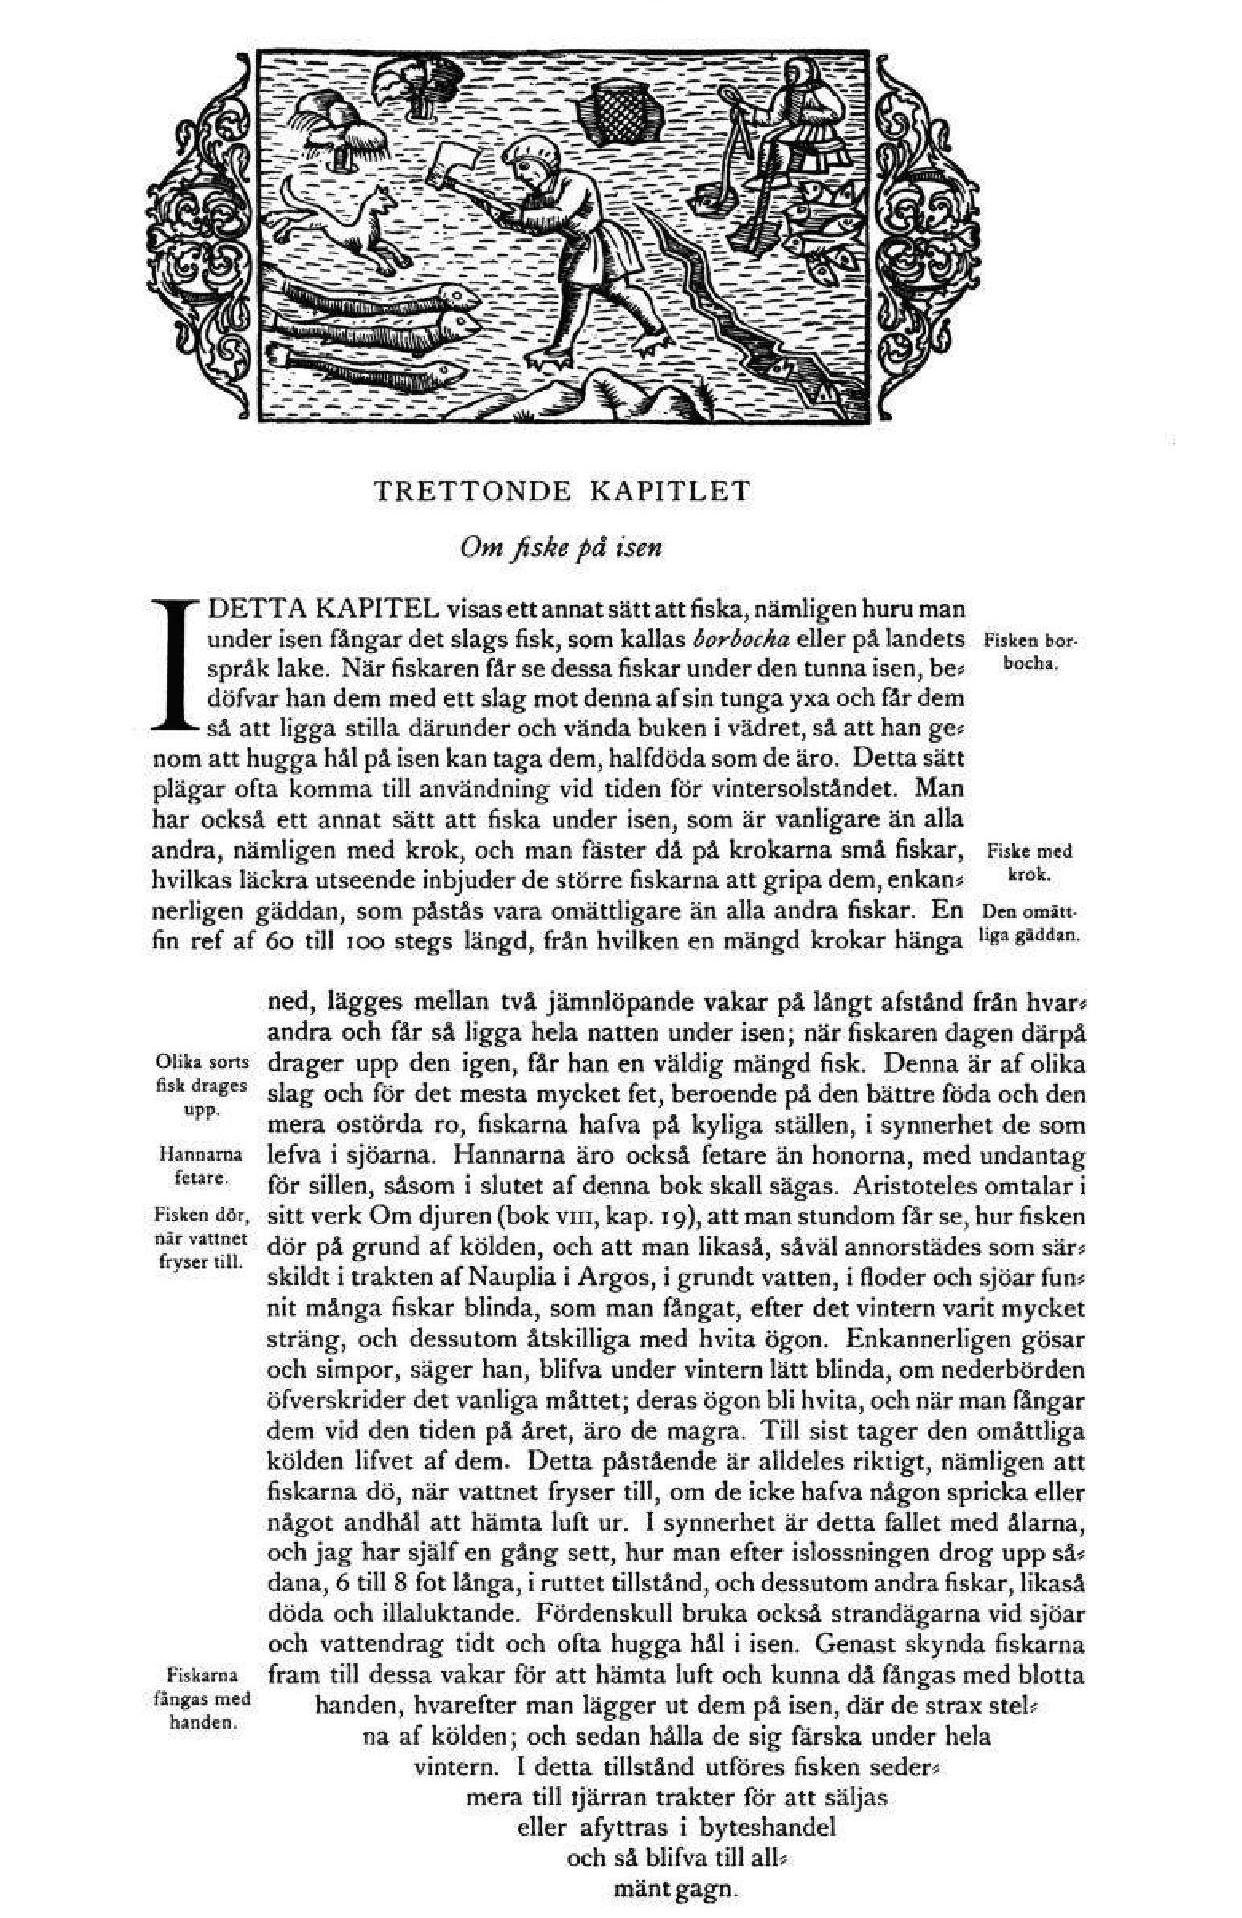 TRETTONDE KAPITLET
Om fiske på isen
I DETTA KAPITEL visas ett annat sätt att fiska, nämligen huru man
under isen fångar det slags fisk, som kallas borbocha eller på landets
Fisken bor-
bocha.
språk lake. När fiskaren får se dessa fiskar under den tunna isen, be-
döfvar han dem med ett slag mot denna af sin tunga yxa och får dem
så att ligga stilla därunder och vända buken i vädret, så att han ge-
nom att hugga hål på isen kan taga dem, halfdöda som de äro. Detta sätt
plägar ofta komma till användning vid tiden för vintersolståndet. Man
har också ett annat sätt att fiska under isen, som är vanligare än alla
andra, nämligen med krok, och man fäster då på krokarna små fiskar,
Fiske med
krok.
hvilkas läckra utseende inbjuder de större fiskarna att gripa dem, enkan-
nerligen gäddan, som påstås vara omättligare än alla andra fiskar. En
Den omätt-
liga gäddan.
fin ref af 60 till 100 stegs längd, från hvilken en mängd krokar hänga
ned, lägges mellan två jämnlöpande vakar på långt afstånd från hvar-
andra och får så ligga hela natten under isen; när fiskaren dagen därpå
Olika sorts
fisk drages
upp.
drager upp den igen, får han en väldig mängd fisk. Denna är af olika
slag och för det mesta mycket fet, beroende på den bättre föda och den
mera ostörda ro, fiskarna hafva på kyliga ställen, i synnerhet de som
Hannarna
fetare.
lefva i sjöarna. Hannarna äro också fetare än honorna, med undantag
för sillen, såsom i slutet af denna bok skall sägas. Aristoteles omtalar i
Fisken dör,
när vattnet
fryser till.
sitt verk Om djuren (bok VIII, kap. 19), att man stundom får se, hur fisken
dör på grund af kölden, och att man likaså, såväl annorstädes som sär-
skildt i trakten af Nauplia i Argos, i grundt vatten, i floder och sjöar fun-
nit många fiskar blinda, som man fångat, efter det vintern varit mycket
sträng, och dessutom åtskilliga med hvita ögon. Enkannerligen gösar
och simpor, säger han, blifva under vintern lätt blinda, om nederbörden
öfverskrider det vanliga måttet; deras ögon bli hvita, och när man fångar
dem vid den tiden på året, äro de magra. Till sist tager den omåttliga
kölden lifvet af dem. Detta påstående är alldeles riktigt, nämligen att
fiskarna dö, när vattnet fryser till, om de icke hafva någon spricka eller
något andhål att hämta luft ur. I synnerhet är detta fallet med ålarna,
och jag har själf en gång sett, hur man efter islossningen drog upp så-
dana, 6 till 8 fot långa, i ruttet tillstånd, och dessutom andra fiskar, likaså
döda och illaluktande. Fördenskull bruka också strandägarna vid sjöar
och vattendrag tidt och ofta hugga hål i isen. Genast skynda fiskarna
Fiskarna
fångas med
handen.
fram till dessa vakar för att hämta luft och kunna då fångas med blotta
handen, hvarefter man lägger ut dem på isen, där de strax stel-
na af kölden; och sedan hålla de sig färska under hela
vintern. I detta tillstånd utföres fisken seder-
mera till fjärran trakter för att säljas
eller afyttras i byteshandel
och så blifva till all-
mänt gagn.